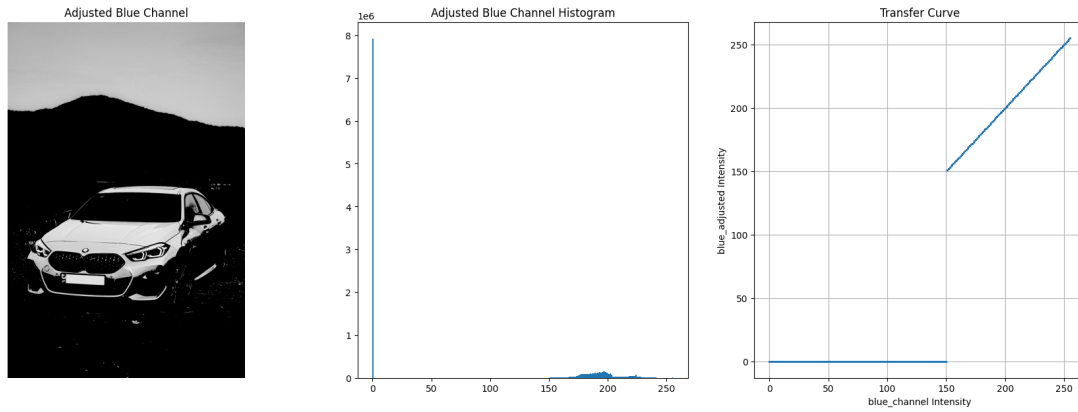 Adjusted Blue Channel
Adjusted Blue Channel Histogram
1e6
8
7
6
5
4
3
2
1
0
0 50 100 150 200 250
Transfer Curve
blue_adjusted Intensity
250
200
150
100
50
0
0 50 100 150 200 250
blue_channel Intensity